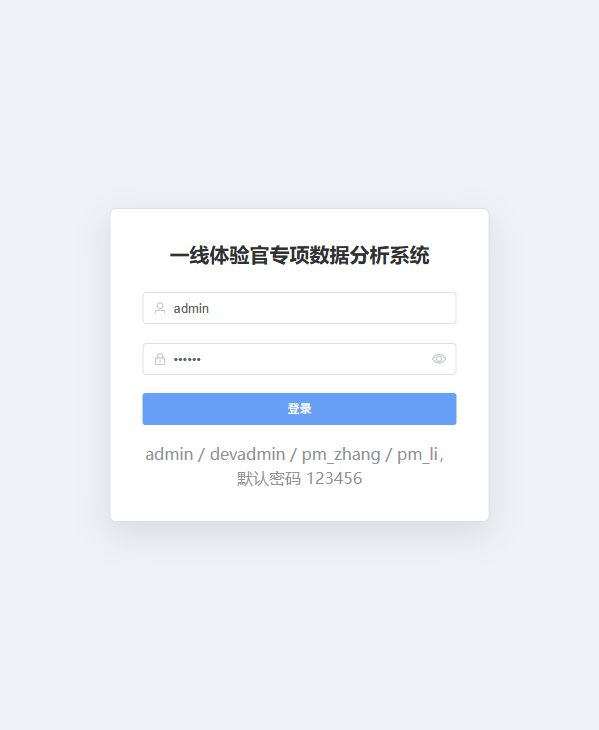 一线体验官专项数据分析系统
admin
••••••
登录
admin / devadmin / pm_zhang / pm_li，
默认密码 123456